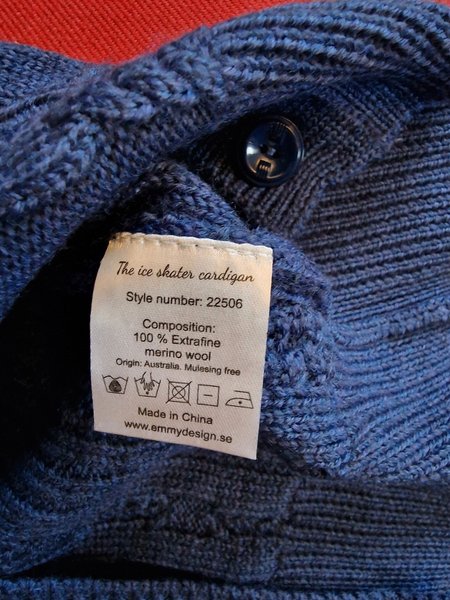 The ice skater cardigan
Style number: 22506
Composition:
100 % Extrafine
merino wool
Origin: Australia. Mulesing free
Made in China
www.emmydesign.se